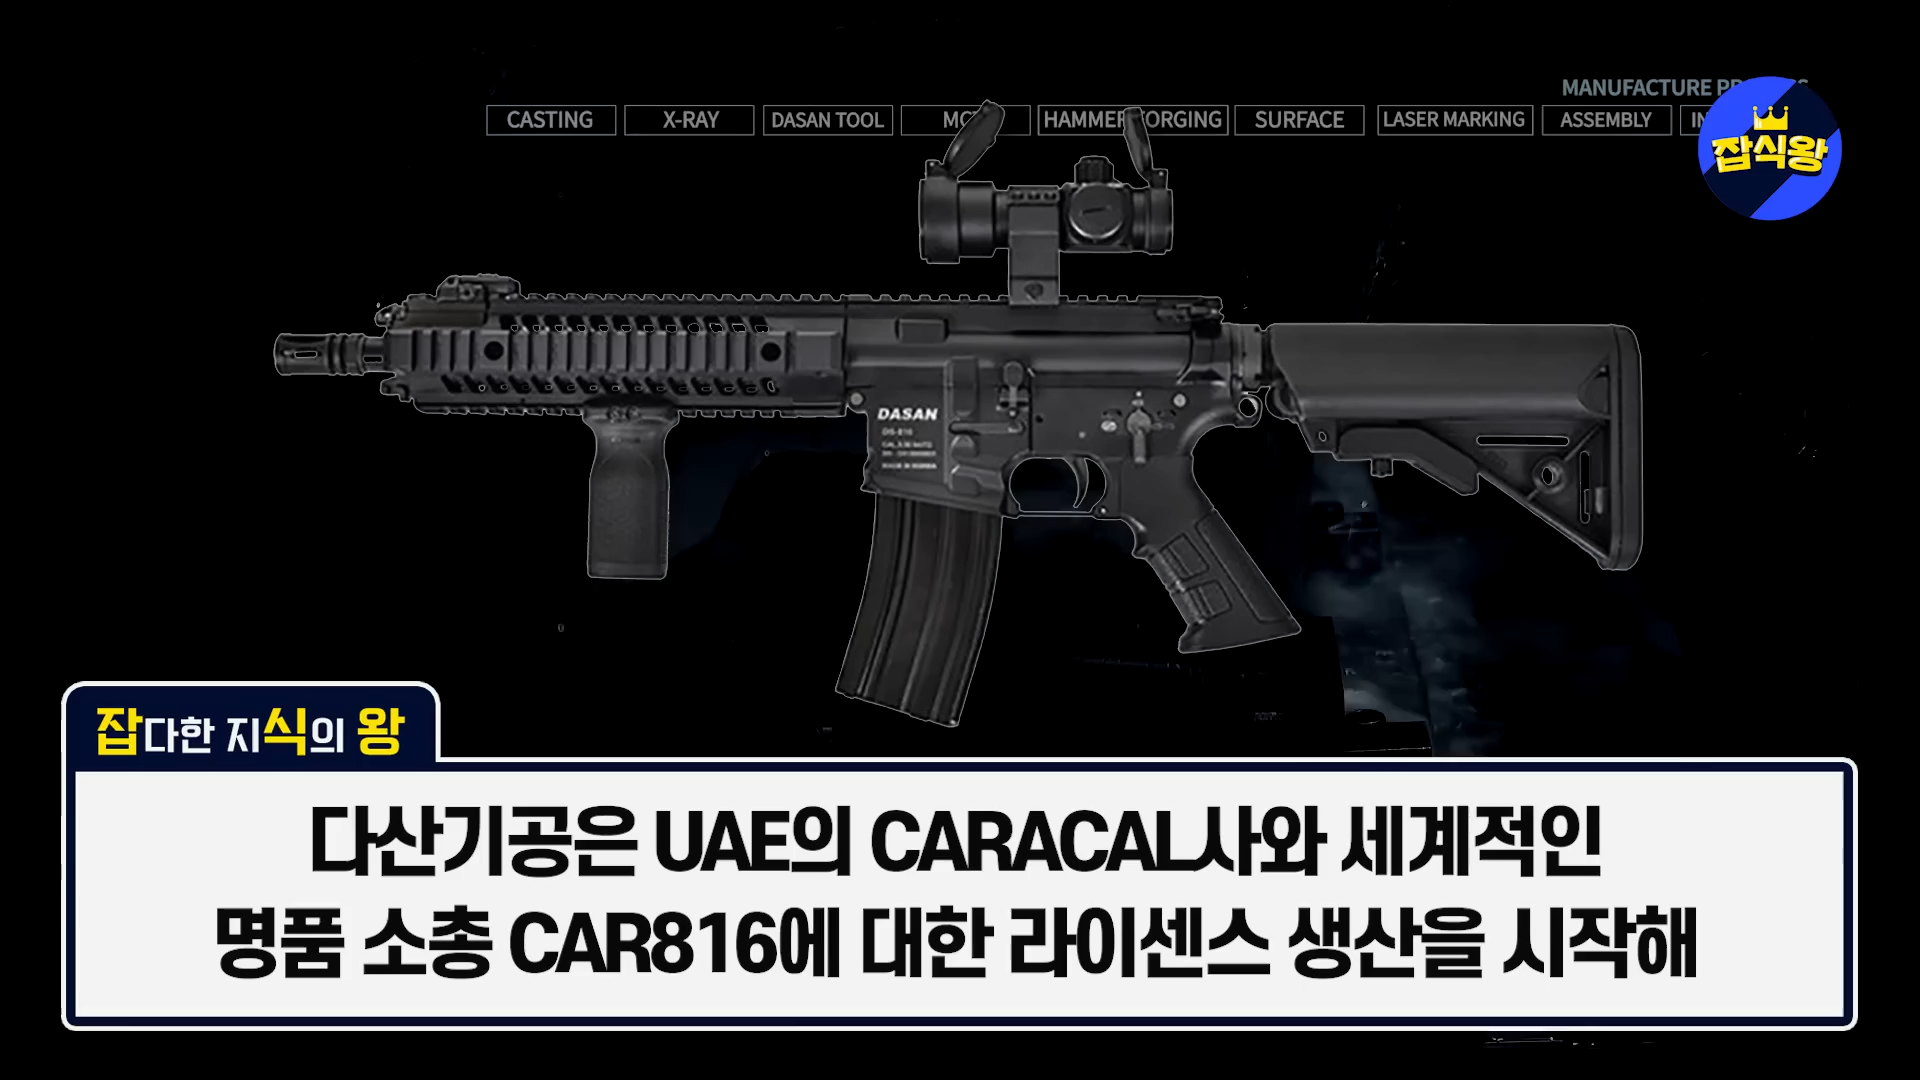 MANUFACTURE
CASTING X-RAY DASAN TOOL HAMMER FORGING SURFACE LASER MARKING ASSEMBLY
잡식왕
DASAN
잡다한 지식의 왕
다산기공은 UAE의 CARACAL사와 세계적인
명품 소총 CAR816에 대한 라이센스 생산을 시작해